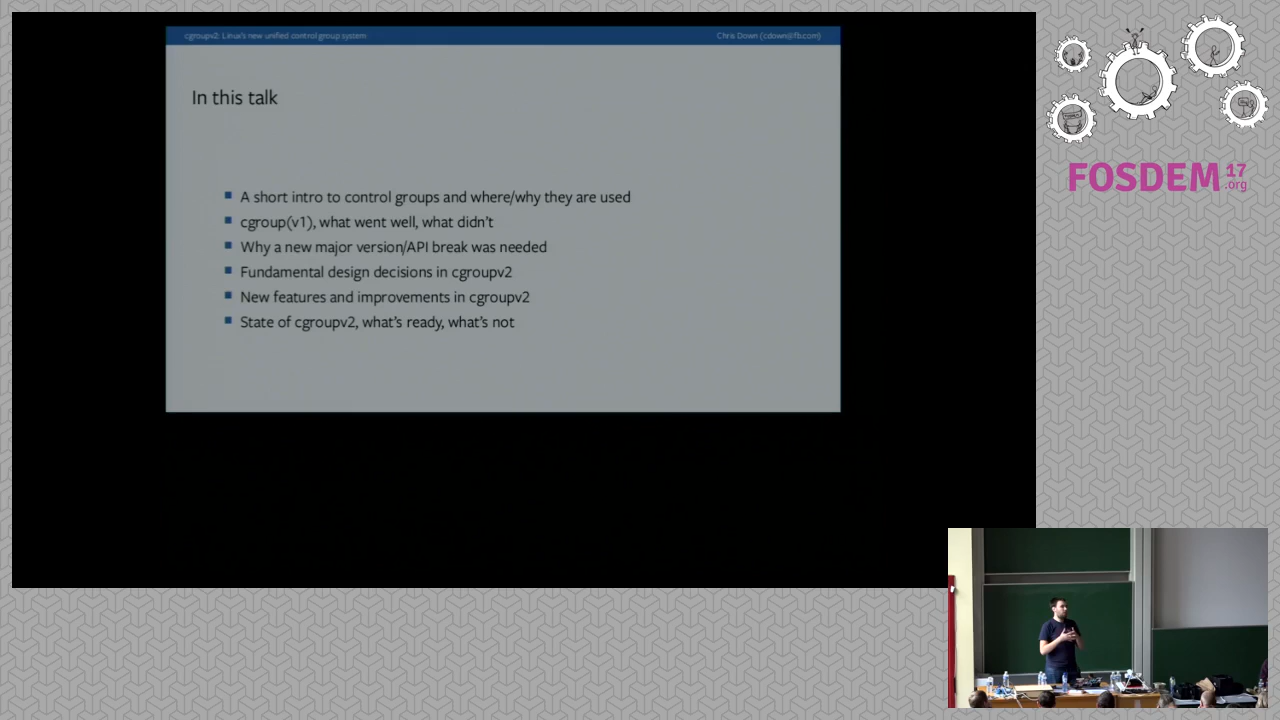 cgroupv2: Linux's new unified control group system
Chris Down (cdown@fb.com)
In this talk
A short intro to control groups and where/why they are used
cgroup(v1), what went well, what didn't
Why a new major version/API break was needed
Fundamental design decisions in cgroupv2
New features and improvements in cgroupv2
State of cgroupv2, what's ready, what's not
FOSDEM 17
.org